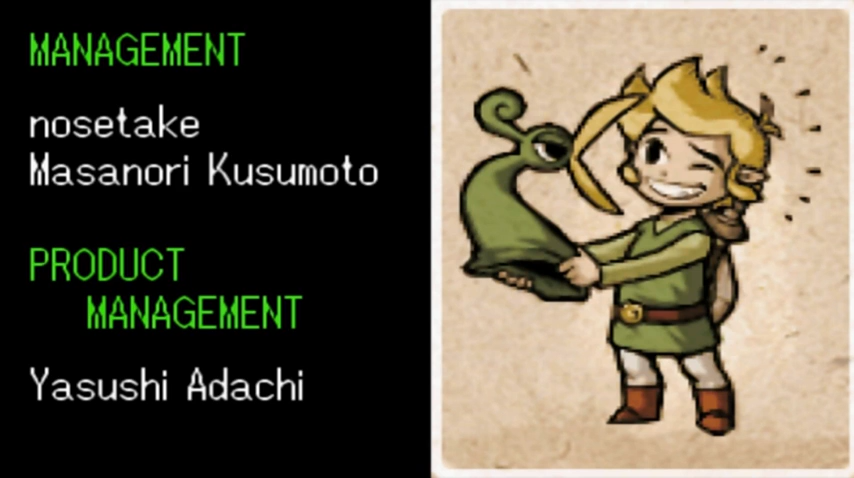 MANAGEMENT
nosetake
Masanori Kusumoto
PRODUCT
MANAGEMENT
Yasushi Adachi